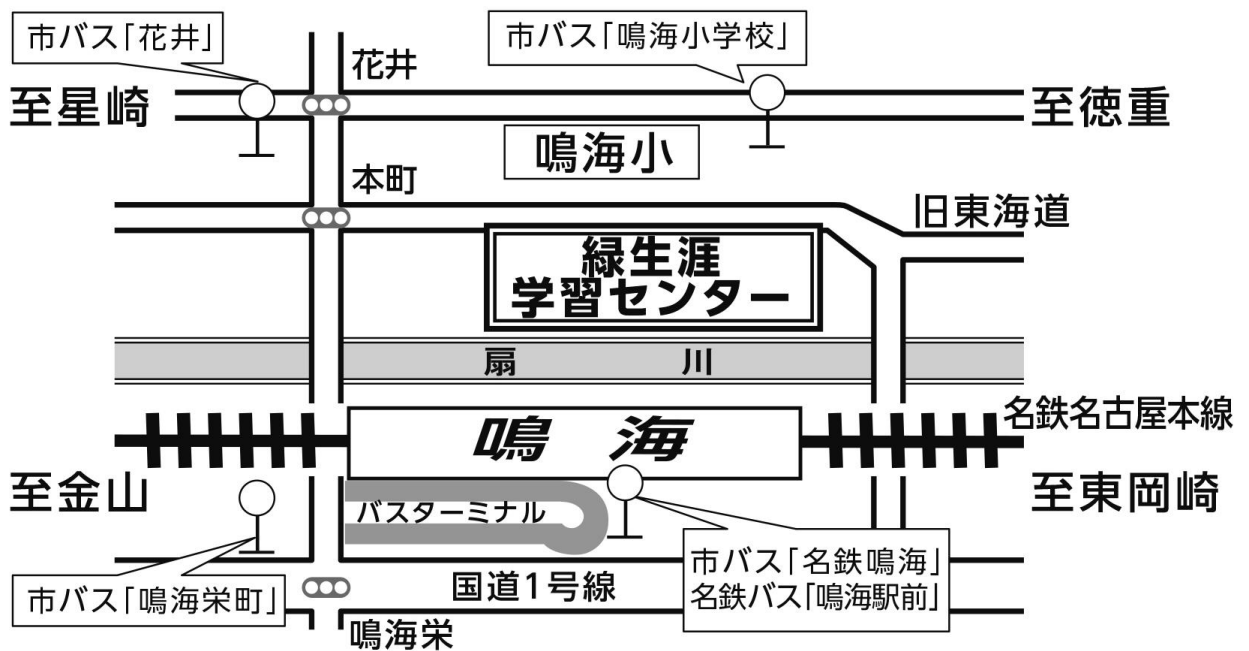 市バス「花井」
市バス「鳴海小学校」
花井
至星崎
至徳重
鳴海小
本町
旧東海道
緑生涯
学習センター
扇川
名鉄名古屋本線
鳴海
至金山
至東岡崎
バスターミナル
市バス「名鉄鳴海」
名鉄バス「鳴海駅前」
国道1号線
市バス「鳴海栄町」
鳴海栄